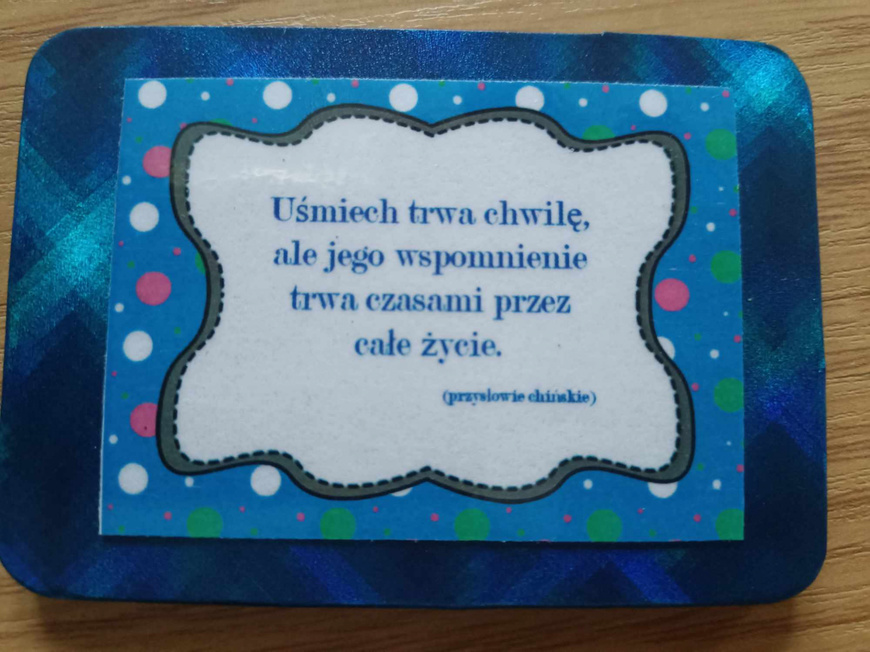 Uśmiech trwa chwilę,
ale jego wspomnienie
trwa czasami przez
całe życie.
(przysłowie chińskie)